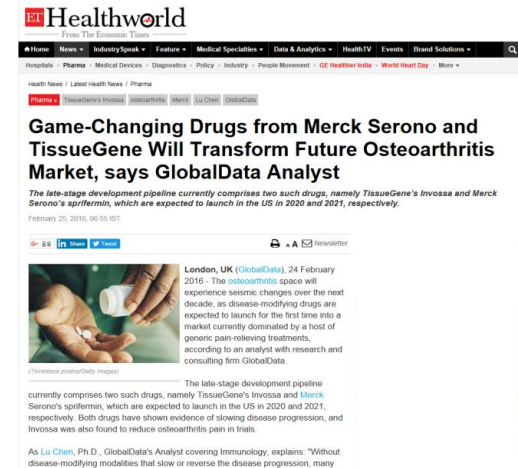 ET Healthworld
From The Economic Times
Home News IndustrySpeak Feature Medical Specialties Data & Analytics HealthTV Events Brand Solutions
Hospitals Pharma Medical Devices Diagnostics Policy Industry People Movement GE Healthier India World Heart Day More
Health News / Latest Health News / Pharma
Pharma TissueGene's Invossa osteoarthritis Merck Lu Chen GlobalData
Game-Changing Drugs from Merck Serono and
TissueGene Will Transform Future Osteoarthritis
Market, says GlobalData Analyst
The late-stage development pipeline currently comprises two such drugs, namely TissueGene's Invossa and Merck
Serono's sprifermin, which are expected to launch in the US in 2020 and 2021, respectively.
February 25, 2016, 06:55 IST
G+ in Share Tweet A A Newsletter
London, UK (GlobalData), 24 February
2016 - The osteoarthritis space will
experience seismic changes over the next
decade, as disease-modifying drugs are
expected to launch for the first time into a
market currently dominated by a host of
generic pain-relieving treatments,
according to an analyst with research and
consulting firm GlobalData.
(Thinkstock photos/Getty images)
The late-stage development pipeline
currently comprises two such drugs, namely TissueGene's Invossa and Merck
Serono's sprifermin, which are expected to launch in the US in 2020 and 2021,
respectively. Both drugs have shown evidence of slowing disease progression, and
Invossa was also found to reduce osteoarthritis pain in trials.
As Lu Chen, Ph.D., GlobalData's Analyst covering Immunology, explains: "Without
disease-modifying modalities that slow or reverse the disease progression, many